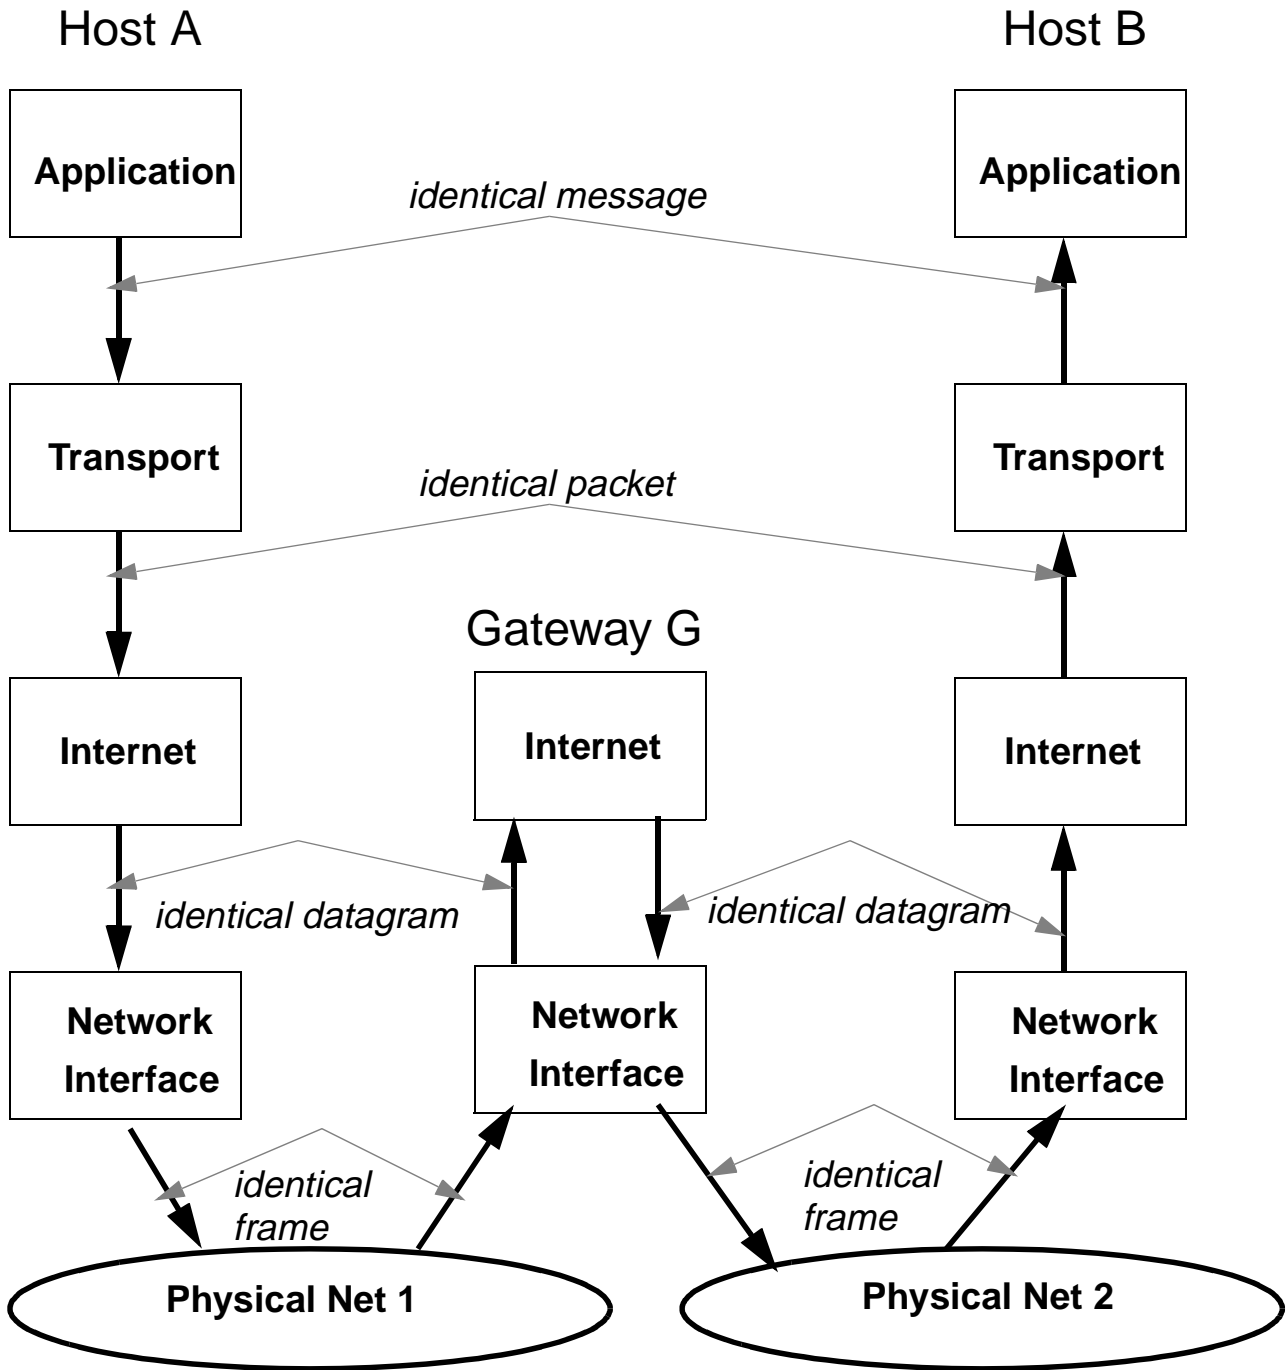 Host A
Host B
Application
Application
identical message
Transport
Transport
identical packet
Gateway G
Internet
Internet
Internet
identical datagram
identical datagram
Network
Interface
Network
Interface
Network
Interface
identical
frame
identical
frame
Physical Net 1
Physical Net 2